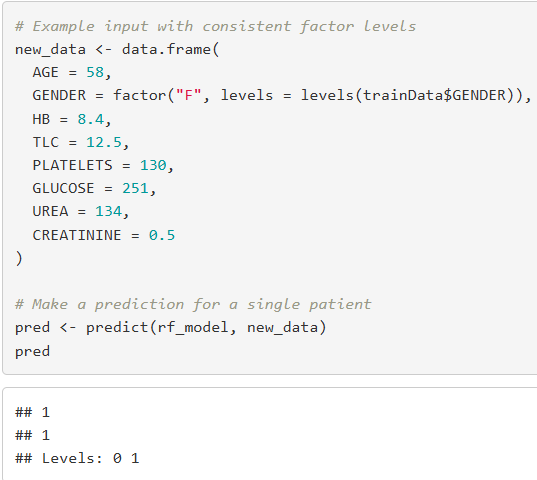 # Example input with consistent factor levels
new_data <- data.frame(
  AGE = 58,
  GENDER = factor("F", levels = levels(trainData$GENDER)),
  HB = 8.4,
  TLC = 12.5,
  PLATELETS = 130,
  GLUCOSE = 251,
  UREA = 134,
  CREATININE = 0.5
)
# Make a prediction for a single patient
pred <- predict(rf_model, new_data)
pred
## 1
## 1
## Levels: 0 1